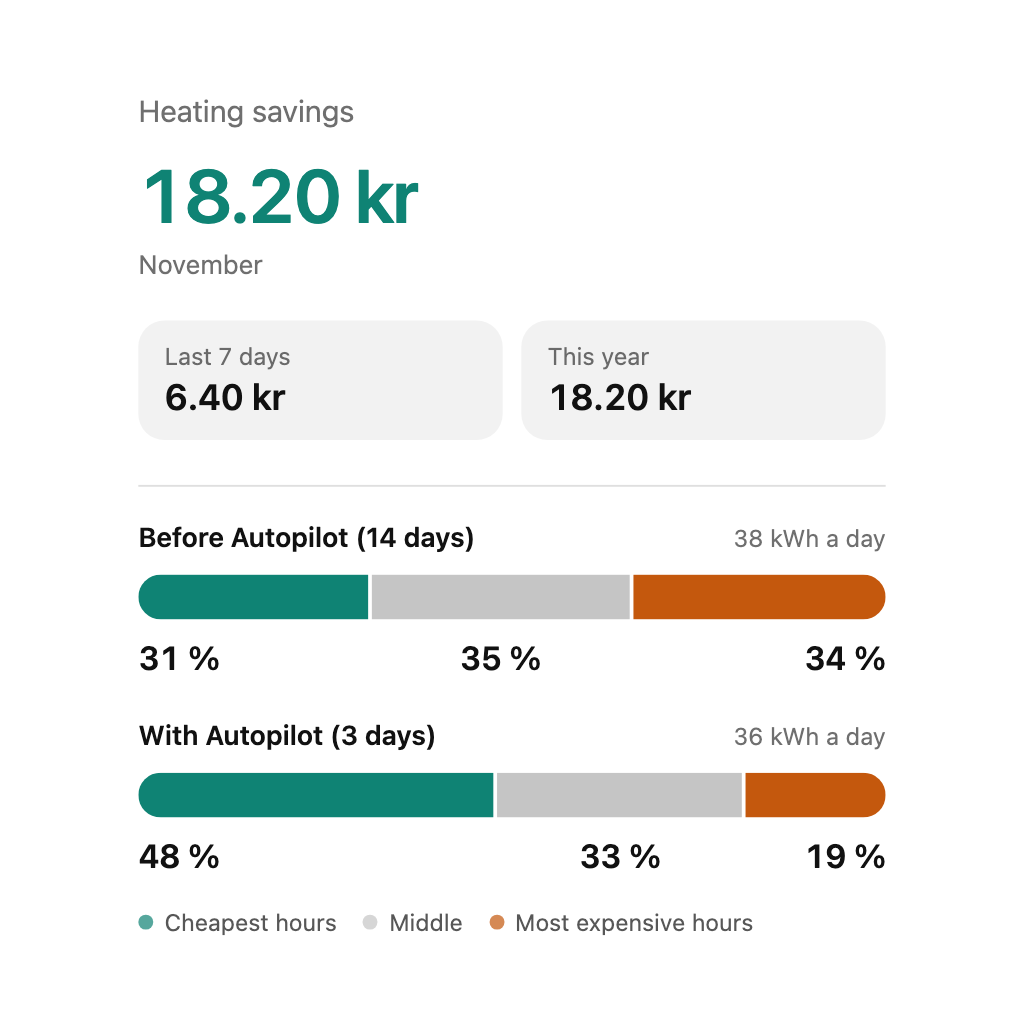 Heating savings
18.20 kr
November
Last 7 days
6.40 kr
This year
18.20 kr
Before Autopilot (14 days)
38 kWh a day
31 %
35 %
34 %
With Autopilot (3 days)
36 kWh a day
48 %
33 %
19 %
Cheapest hours
Middle
Most expensive hours